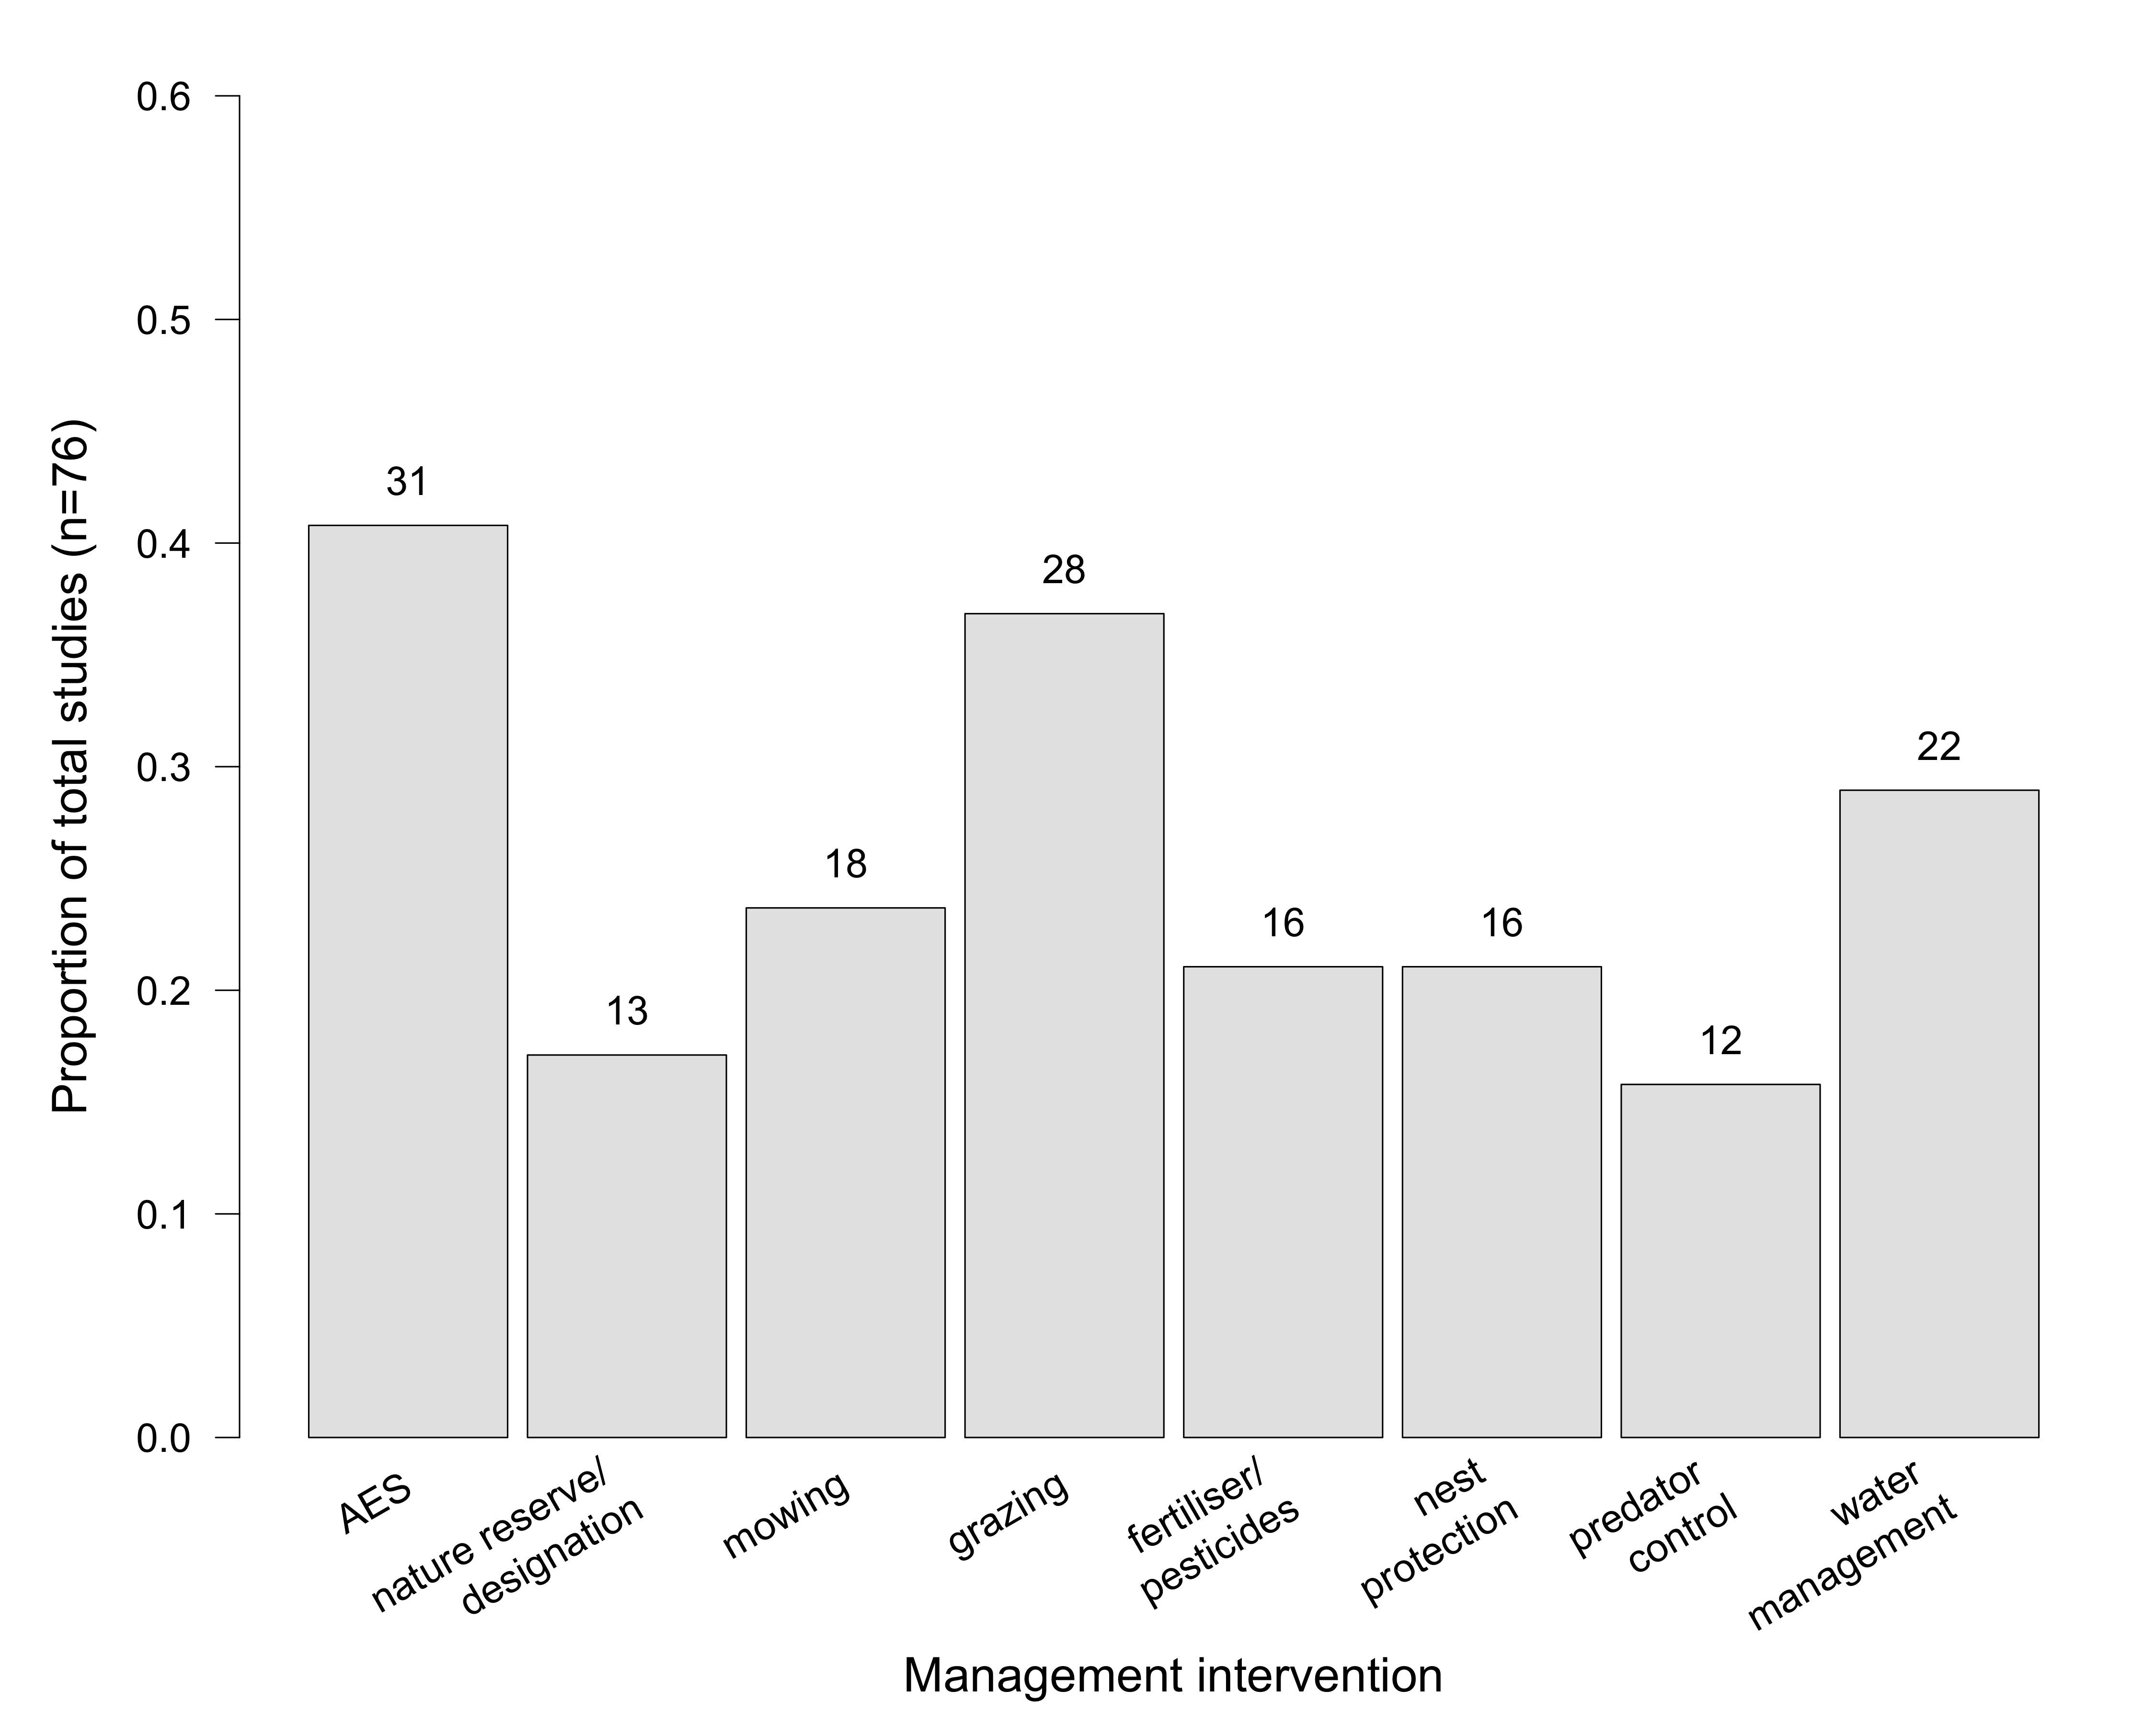 Proportion of total studies (n=76)
0.6
0.5
0.4
0.3
0.2
0.1
0.0
31
13
18
28
16
16
12
22
AES
nature reserve/
designation
mowing
grazing
fertiliser/
pesticides
nest
protection
predator
control
water
management
Management intervention